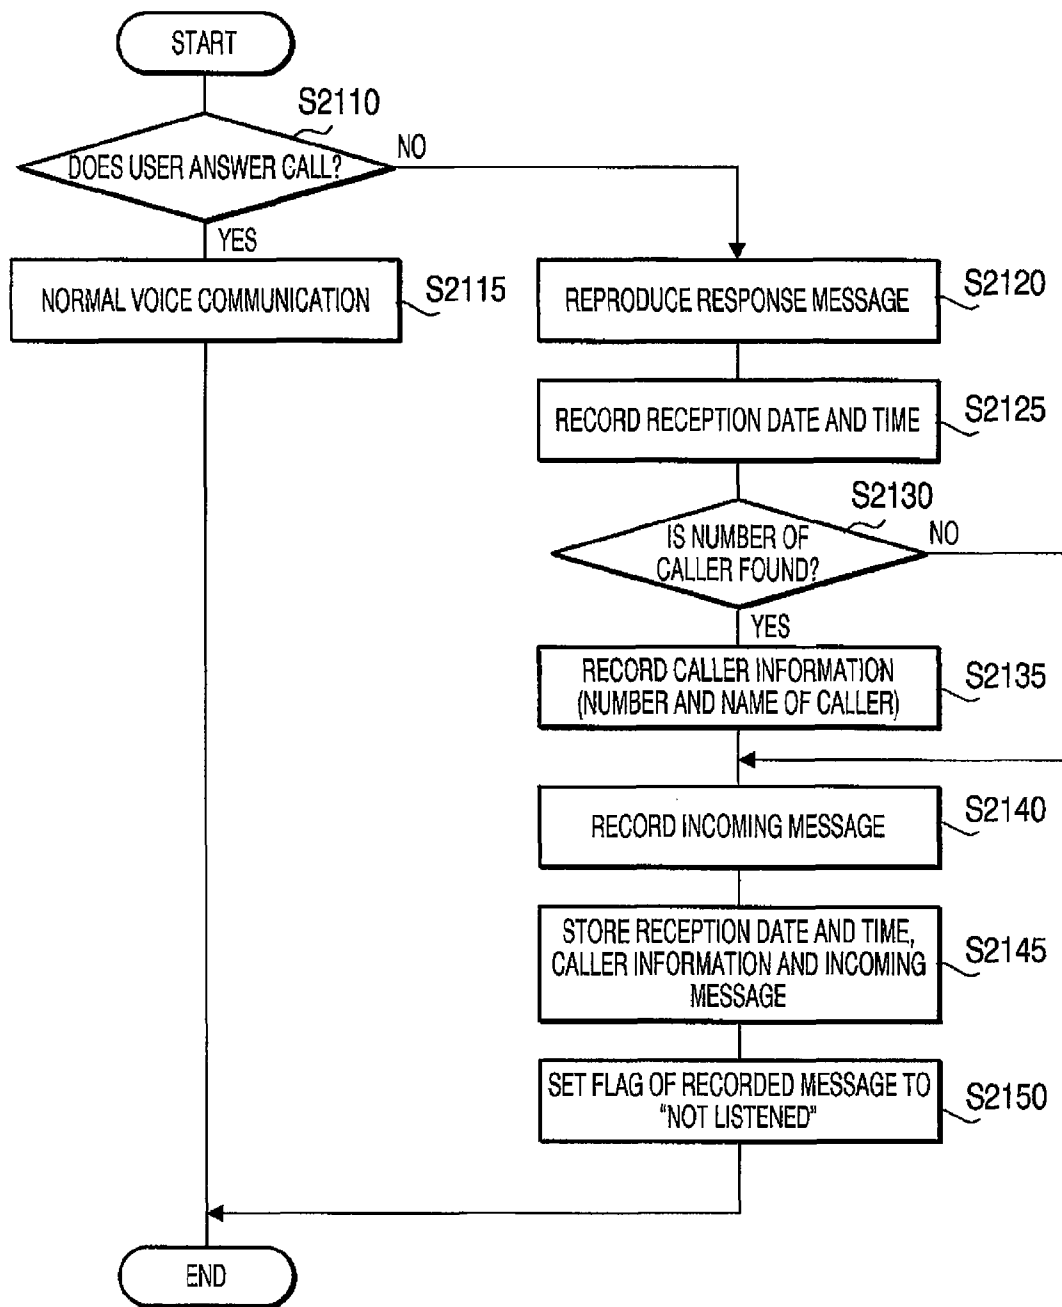 START
S2110
DOES USER ANSWER CALL?
NO
YES
NORMAL VOICE COMMUNICATION
S2115
REPRODUCE RESPONSE MESSAGE
S2120
RECORD RECEPTION DATE AND TIME
S2125
S2130
IS NUMBER OF
CALLER FOUND?
NO
YES
RECORD CALLER INFORMATION
(NUMBER AND NAME OF CALLER)
S2135
RECORD INCOMING MESSAGE
S2140
STORE RECEPTION DATE AND TIME,
CALLER INFORMATION AND INCOMING
MESSAGE
S2145
SET FLAG OF RECORDED MESSAGE TO
“NOT LISTENED”
S2150
END